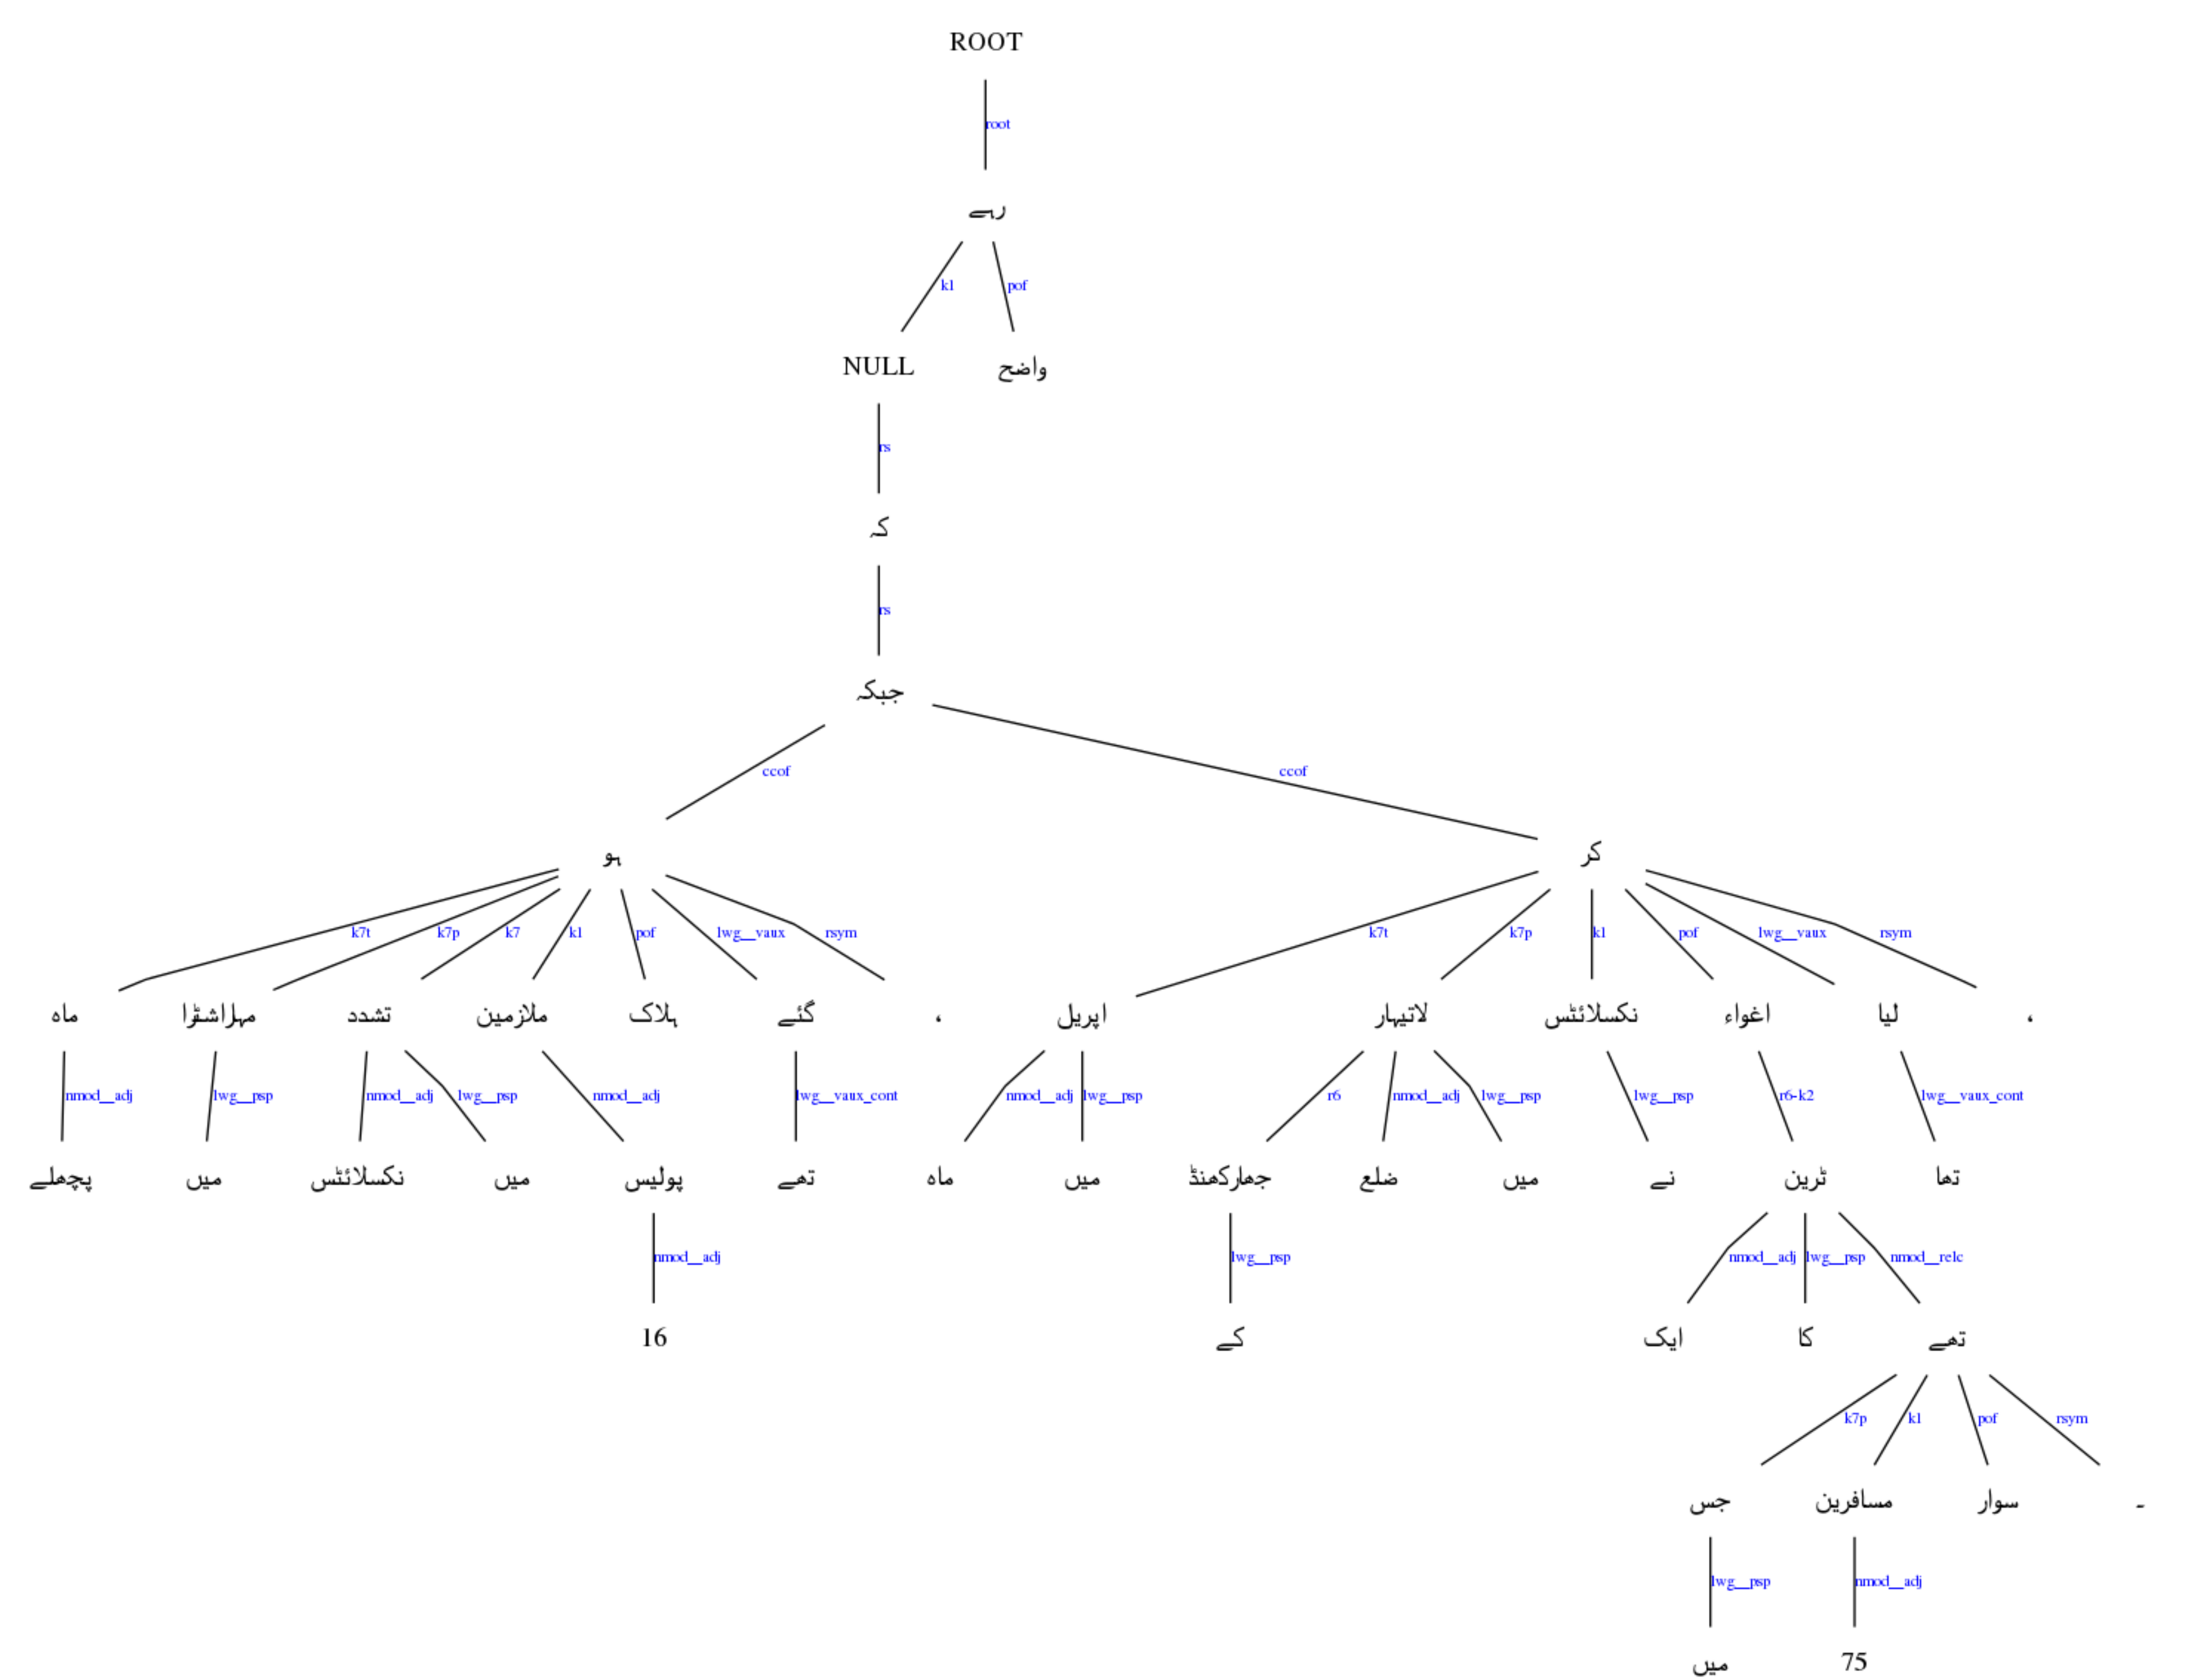 ROOT
root
رہے
k1 pof
NULL واضح
rs
کہ
rs
جبکہ
ccof ccof
ہو کر
k7t k7p k7 k1 pof lwg__vaux rsym k7t k7p k1 pof lwg__vaux rsym
ماہ مہاراشٹرا تشدد ملازمین ہلاک گئے ، اپریل لاتیہار نکسلائٹس اغواء لیا ،
nmod__adj lwg__psp nmod__adj lwg__psp nmod__adj lwg__vaux_cont nmod__adj lwg__psp r6 nmod__adj lwg__psp lwg__psp r6-k2 lwg__vaux_cont
پچھلے میں نکسلائٹس میں پولیس تھے ماہ میں جھارکھنڈ ضلع میں نے ٹرین تھا
nmod__adj lwg__psp nmod__adj lwg__psp nmod__relc
16 کے ایک کا تھے
k7p k1 pof rsym
جس مسافرین سوار ۔
lwg__psp nmod__adj
میں 75